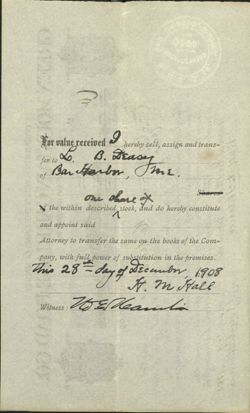 For value received I hereby sell, assign and trans-
fer to L. B. Deasy
of Bar Harbor, Me.
Shares
one share of
the within described stock, and do hereby constitute
and appoint said
Attorney to transfer the same on the books of the Com-
pany, with full power of substitution in the premises.
This 28th day of December, 1908
H. M. Hall
Witness: